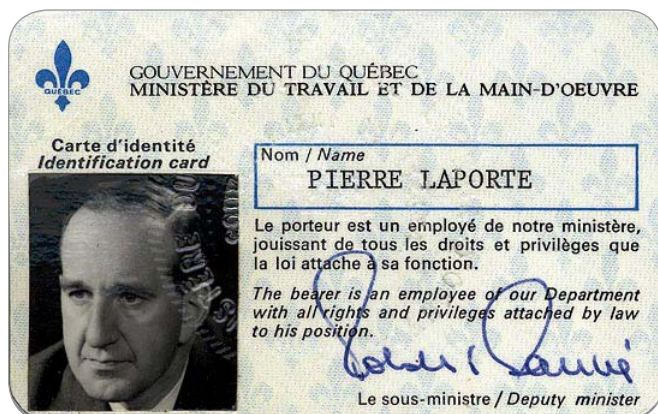 QUÉBEC
GOUVERNEMENT DU QUÉBEC
MINISTÈRE DU TRAVAIL ET DE LA MAIN-D'OEUVRE
Carte d'identité
Identification card
Nom / Name
PIERRE LAPORTE
Le porteur est un employé de notre ministère,
jouissant de tous les droits et privilèges que
la loi attache à sa fonction.
The bearer is an employee of our Department
with all rights and privileges attached by law
to his position.
Le sous-ministre / Deputy minister